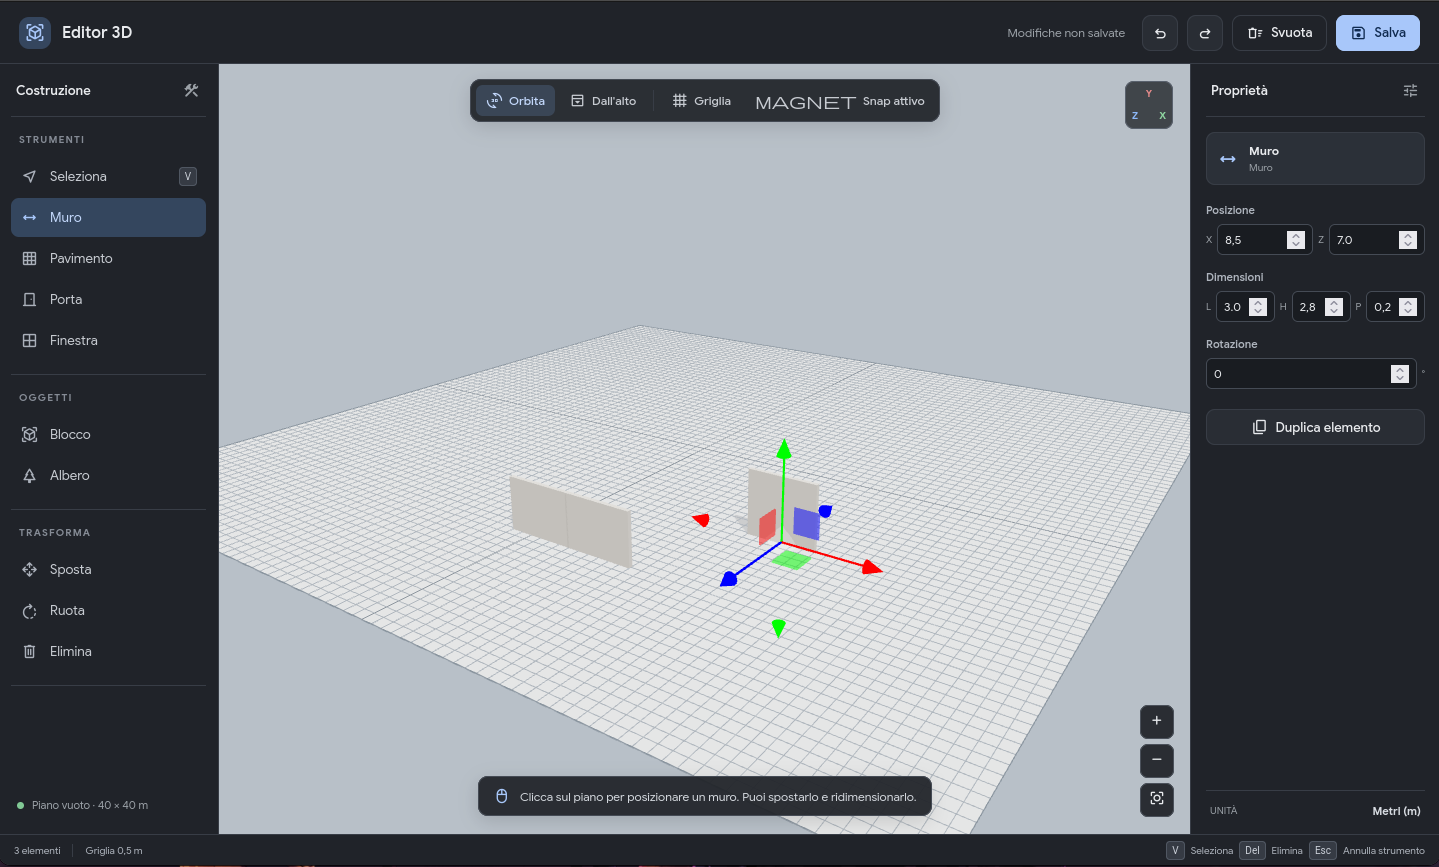 Editor 3D
Modifiche non salvate
Svuota
Salva
Costruzione
STRUMENTI
Seleziona V
Muro
Pavimento
Porta
Finestra
OGGETTI
Blocco
Albero
TRASFORMA
Sposta
Ruota
Elimina
Piano vuoto · 40 × 40 m
Orbita
Dall'alto
Griglia
MAGNET Snap attivo
Y
Z X
Clicca sul piano per posizionare un muro. Puoi spostarlo e ridimensionarlo.
+
−
Proprietà
Muro
Muro
Posizione
X 8,5 Z 7.0
Dimensioni
L 3.0 H 2,8 P 0,2
Rotazione
0 °
Duplica elemento
UNITÀ Metri (m)
3 elementi Griglia 0,5 m
V Seleziona Del Elimina Esc Annulla strumento